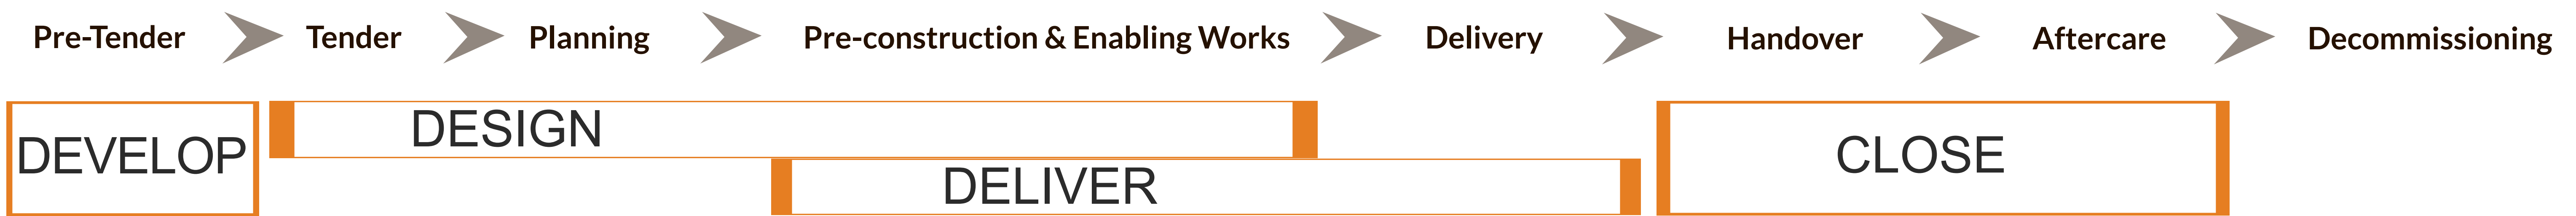 Pre-Tender Tender Planning Pre-construction & Enabling Works Delivery Handover Aftercare Decommissioning
DEVELOP
DESIGN
DELIVER
CLOSE